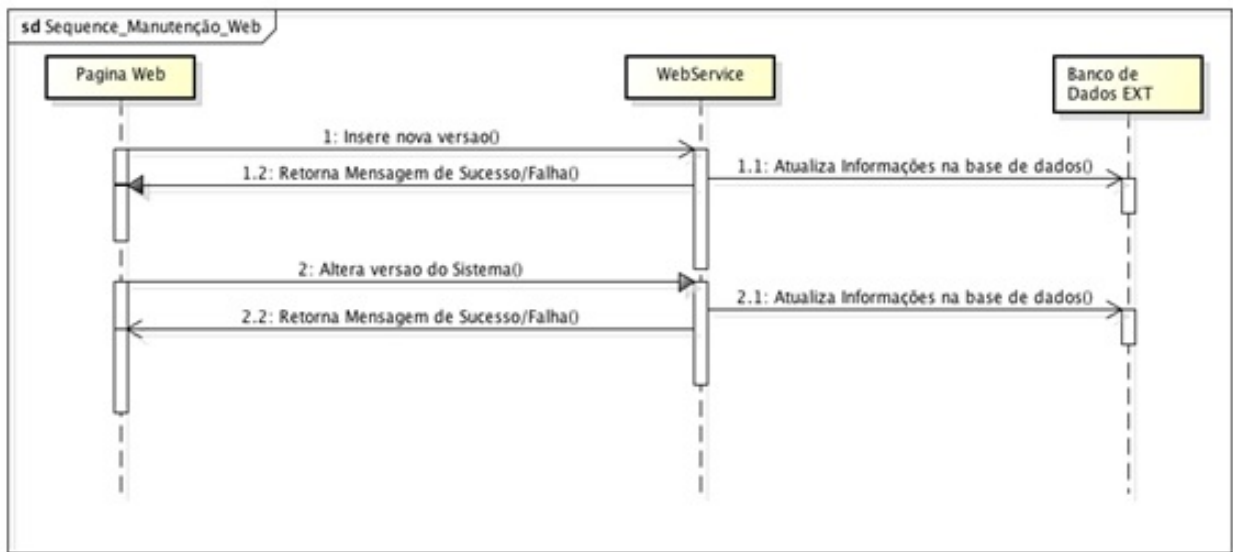 sd Sequence_Manutenção_Web
Pagina Web
WebService
Banco de
Dados EXT
1: Insere nova versao()
1.2: Retorna Mensagem de Sucesso/Falha()
1.1: Atualiza Informações na base de dados()
2: Altera versao do Sistema()
2.2: Retorna Mensagem de Sucesso/Falha()
2.1: Atualiza Informações na base de dados()